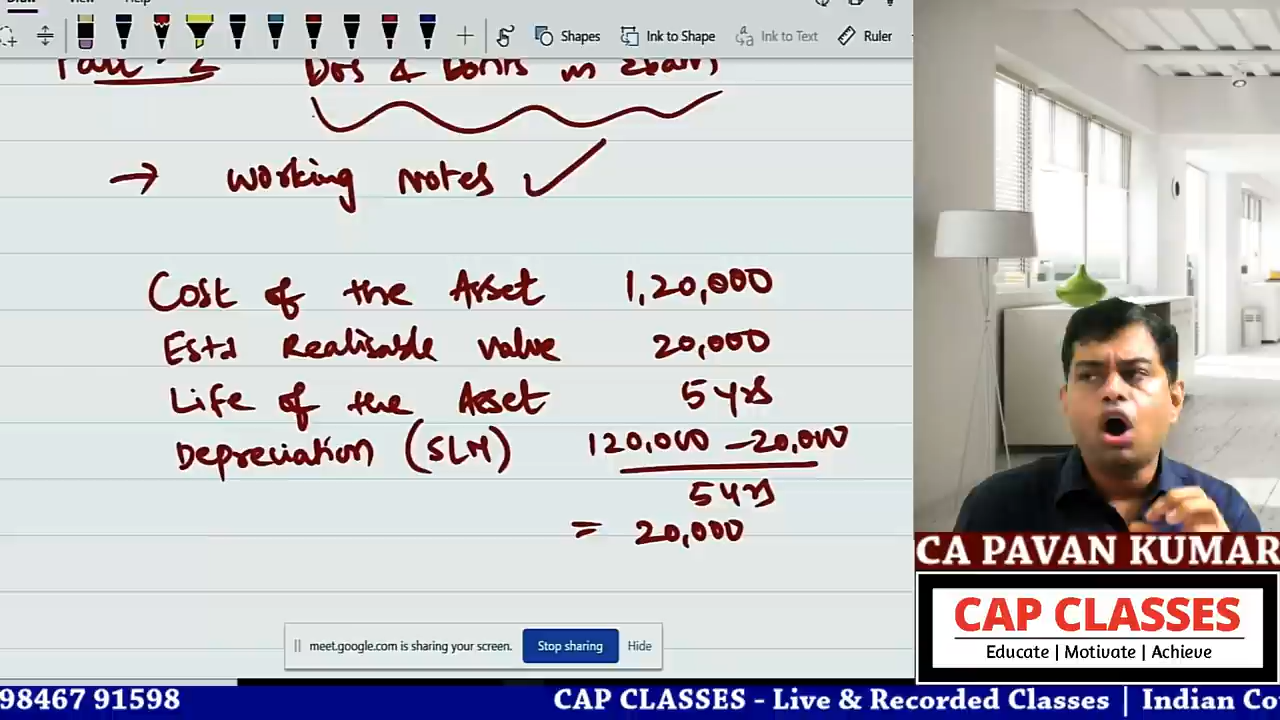 Shapes Ink to Shape Ink to Text Ruler
Part - 2 Dos & Donts in Exam
→ Working notes ✓
Cost of the Asset 1,20,000
Estd Realisable value 20,000
Life of the Asset 5 yrs
Depreciation (SLM) 120,000 - 20,000
5 yrs
= 20,000
meet.google.com is sharing your screen. Stop sharing Hide
CA PAVAN KUMAR
CAP CLASSES
Educate | Motivate | Achieve
98467 91598 CAP CLASSES - Live & Recorded Classes | Indian Co